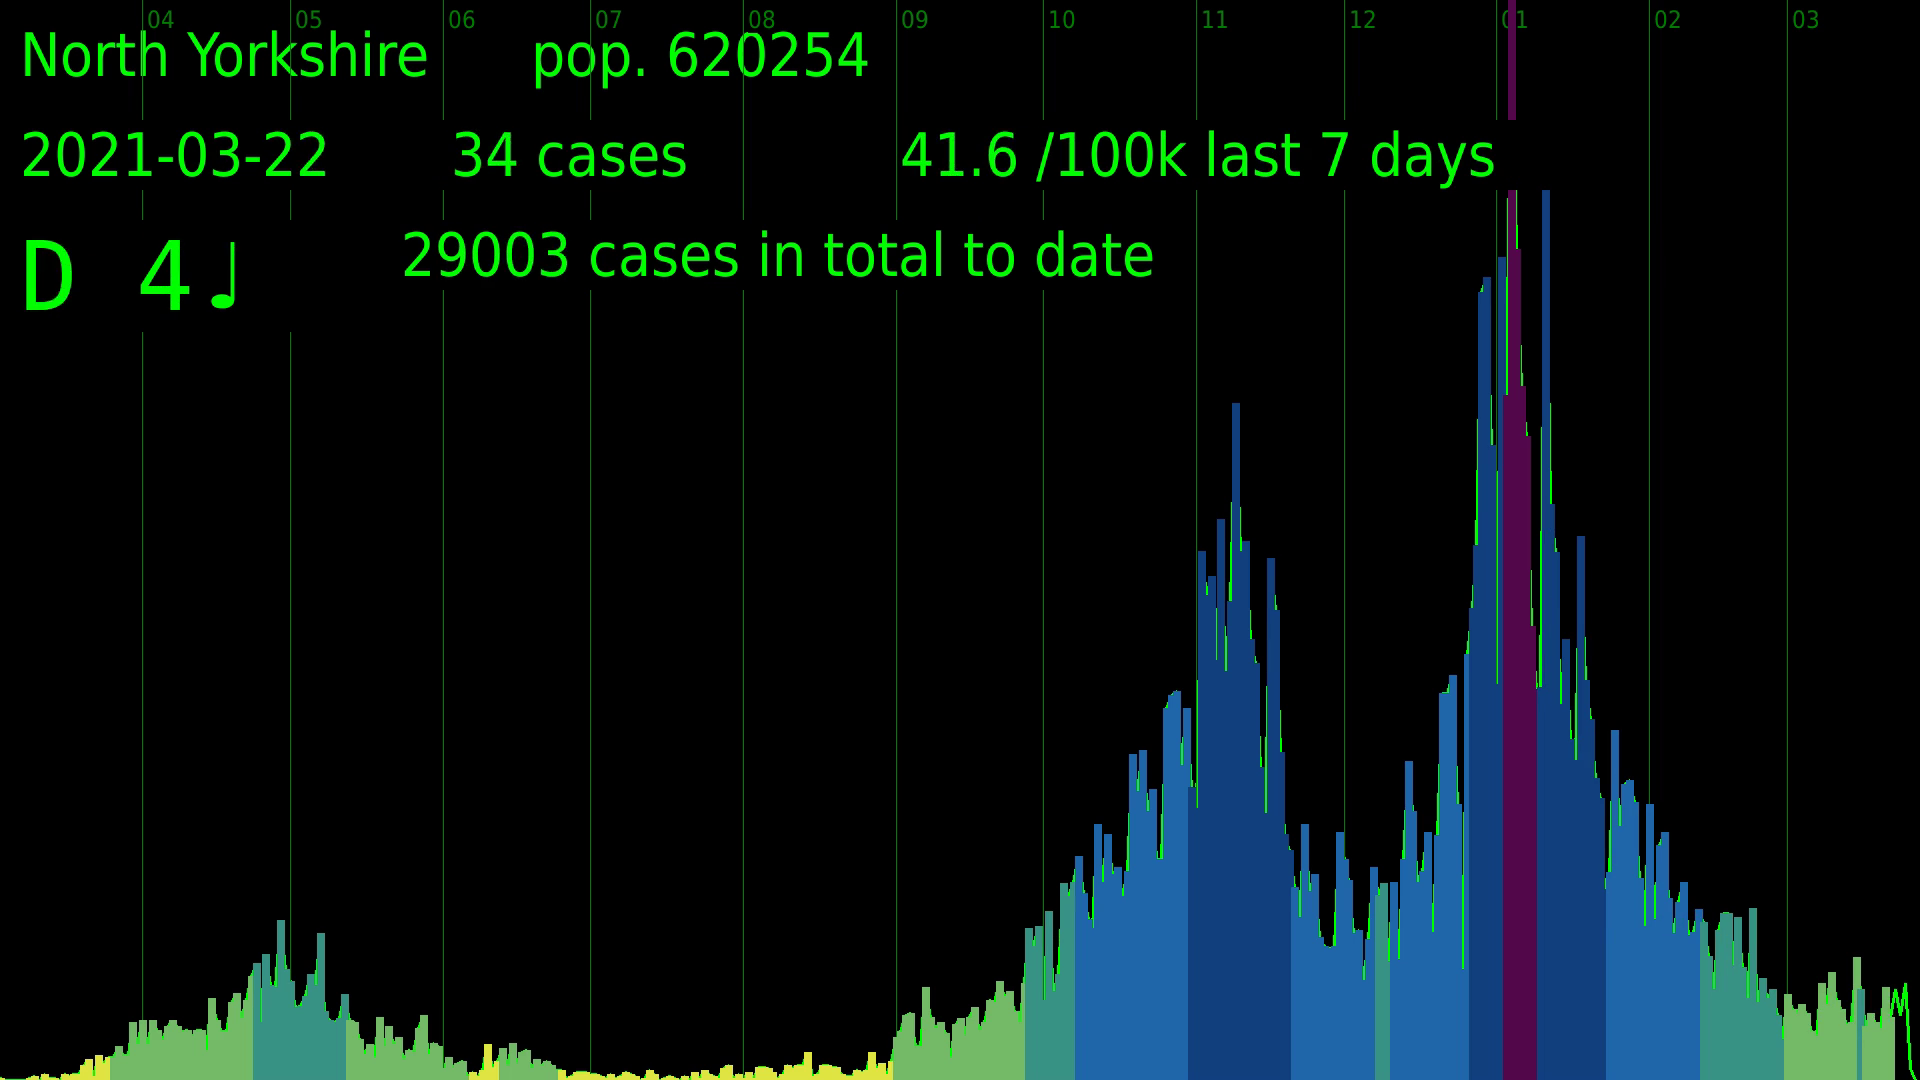 04 05 06 07 08 09 10 11 12 01 02 03
North Yorkshire pop. 620254
2021-03-22 34 cases 41.6 /100k last 7 days
D 4♩ 29003 cases in total to date